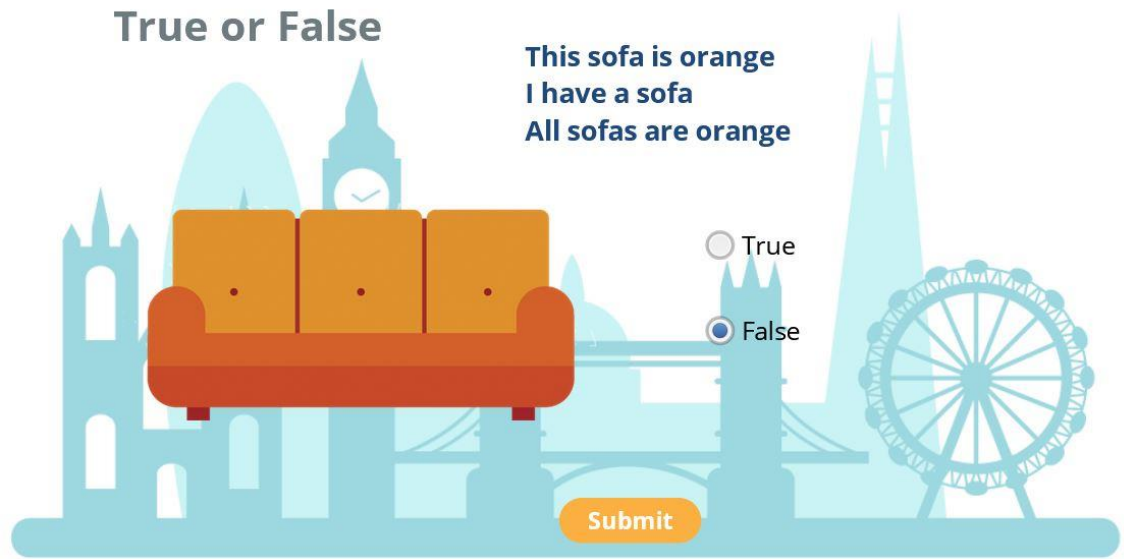 True or False
This sofa is orange
I have a sofa
All sofas are orange
True
False
Submit